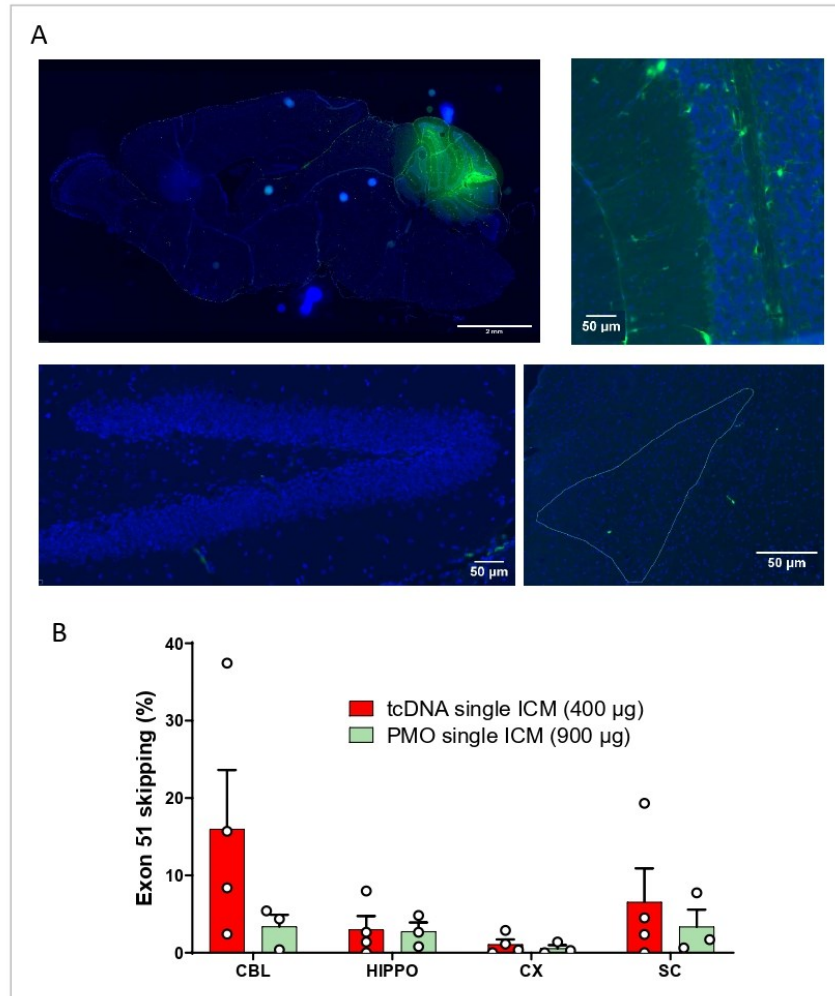 A
2 mm
50 µm
50 µm
50 µm
B
40
30
20
10
0
Exon 51 skipping (%)
tcDNA single ICM (400 µg)
PMO single ICM (900 µg)
CBL HIPPO CX SC